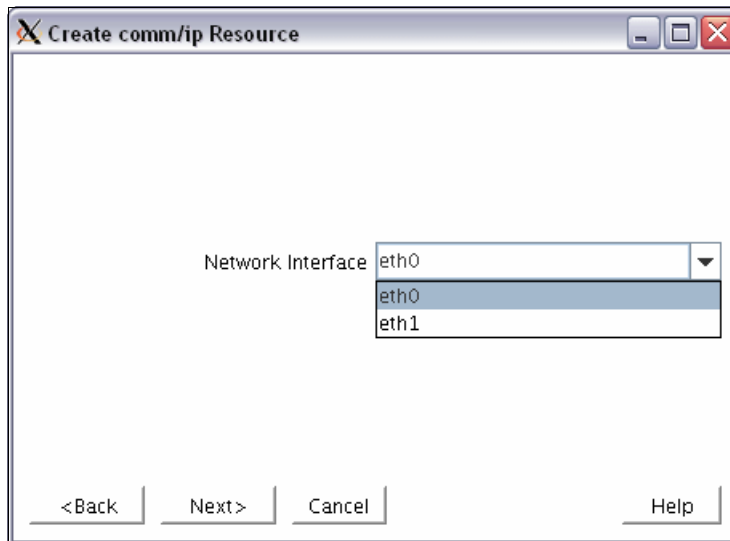 Create comm/ip Resource
Network Interface eth0
eth0
eth1
<Back Next> Cancel Help